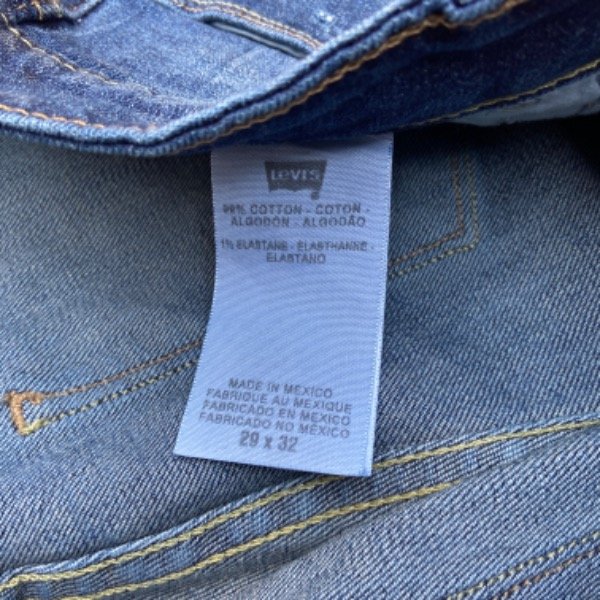 Levi's
99% COTTON - COTON -
ALGODON - ALGODÃO
1% ELASTANE - ELASTHANNE -
ELASTANO
MADE IN MEXICO
FABRIQUE AU MEXIQUE
FABRICADO EN MEXICO
FABRICADO NO MÉXICO
29 x 32